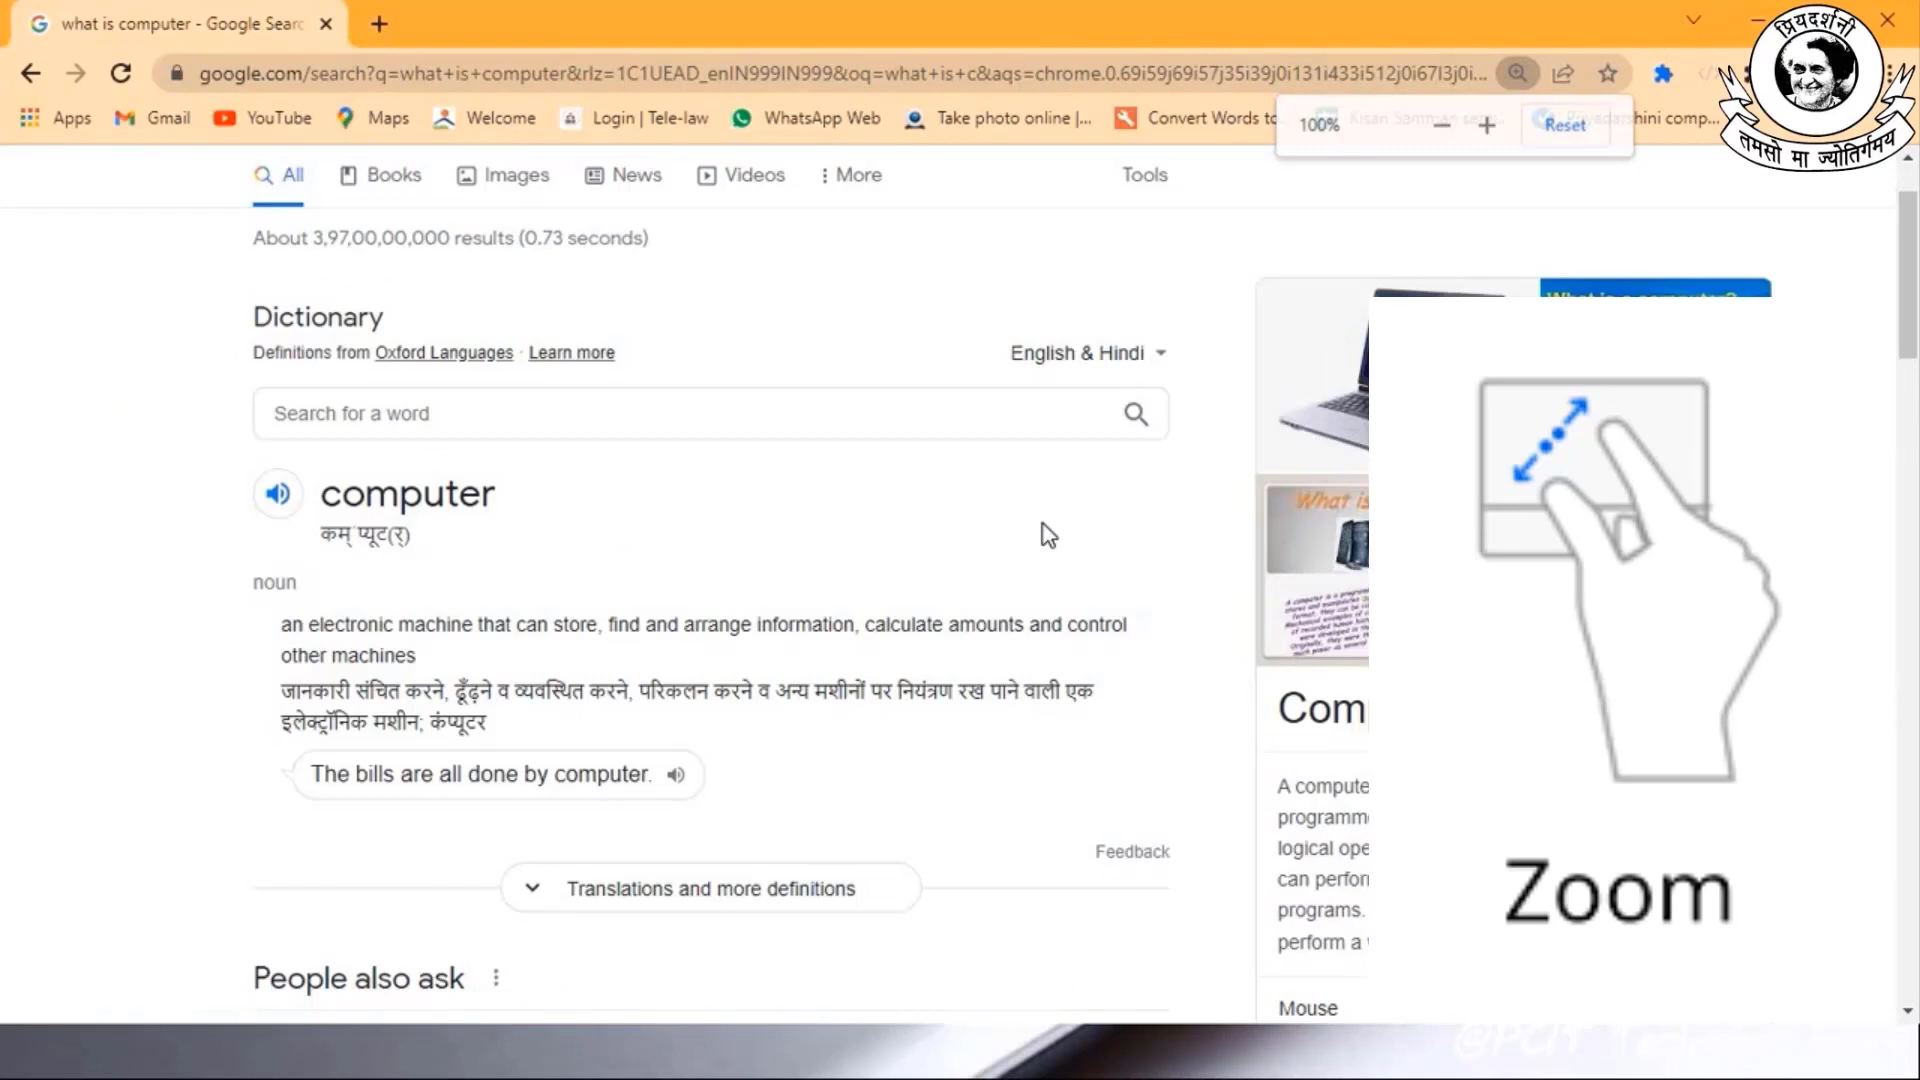 what is computer - Google Searc
प्रियदर्शनी
google.com/search?q=what+is+computer&rlz=1C1UEAD_enIN999IN999&oq=what+is+c&aqs=chrome.0.69i59j69i57j35i39j0i131i433i512j0i67l3j0i...
Apps
Gmail
YouTube
Maps
Welcome
Login | Tele-law
WhatsApp Web
Take photo online |...
Convert Words to
100%
Reset
तमसो मा ज्योतिर्गमय
All
Books
Images
News
Videos
More
Tools
About 3,97,00,00,000 results (0.73 seconds)
Dictionary
Definitions from Oxford Languages · Learn more
English & Hindi
Search for a word
computer
कम् प्यूट(र्)
noun
an electronic machine that can store, find and arrange information, calculate amounts and control
other machines
जानकारी संचित करने, ढूँढ़ने व व्यवस्थित करने, परिकलन करने व अन्य मशीनों पर नियंत्रण रख पाने वाली एक
इलेक्ट्रॉनिक मशीन; कंप्यूटर
The bills are all done by computer.
Feedback
Translations and more definitions
People also ask
What is
Com
A compute
programm
logical ope
can perfor
programs.
perform a
Mouse
Zoom